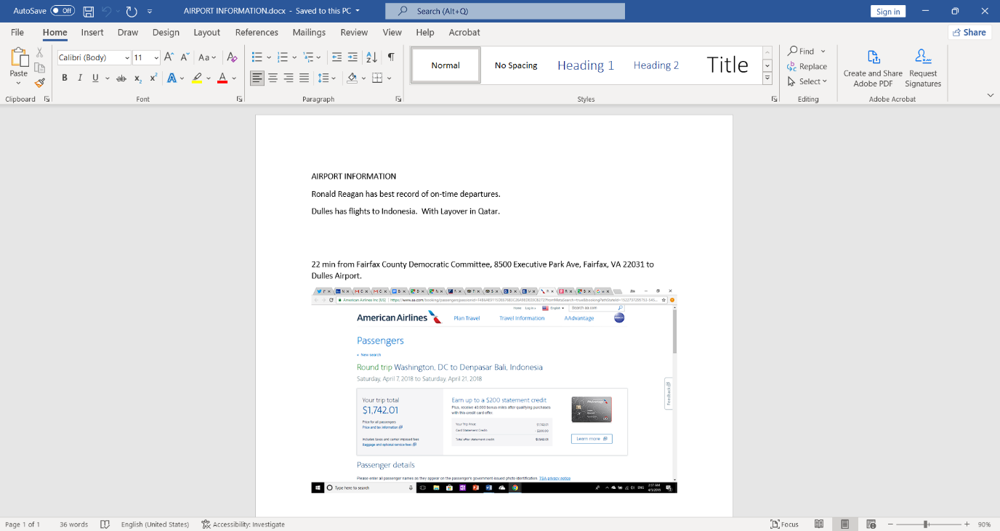 AutoSave Off AIRPORT INFORMATION.docx - Saved to this PC Search (Alt+Q) Sign in
File Home Insert Draw Design Layout References Mailings Review View Help Acrobat Share
Paste
Calibri (Body) 11
Normal No Spacing Heading 1 Heading 2 Title
Find
Replace
Select
Create and Share Adobe PDF
Request Signatures
Clipboard Font Paragraph Styles Editing Adobe Acrobat
AIRPORT INFORMATION
Ronald Reagan has best record of on-time departures.
Dulles has flights to Indonesia. With Layover in Qatar.
22 min from Fairfax County Democratic Committee, 8500 Executive Park Ave, Fairfax, VA 22031 to
Dulles Airport.
American Airlines Inc [US]
Home Log in English Search aa.com
American Airlines Plan Travel Travel Information AAdvantage
Passengers
New search
Round trip Washington, DC to Denpasar Bali, Indonesia
Saturday, April 7, 2018 to Saturday, April 21, 2018
Feedback
Your trip total
$1,742.01
Price for all passengers
Price and tax information
Includes taxes and carrier imposed fees
Baggage and optional service fees
Earn up to a $200 statement credit
Plus, receive 40,000 bonus miles after qualifying purchases
with this credit card offer.
Your Trip Price $1,742.01
Card Statement Credit - $200.00
Total after statement credit $1,542.01
Learn more
Passenger details
Please enter all passenger names as they appear on the passenger's government-issued photo identification. TSA privacy notice
Type here to search ENG
Page 1 of 1 36 words English (United States) Accessibility: Investigate Focus 90%